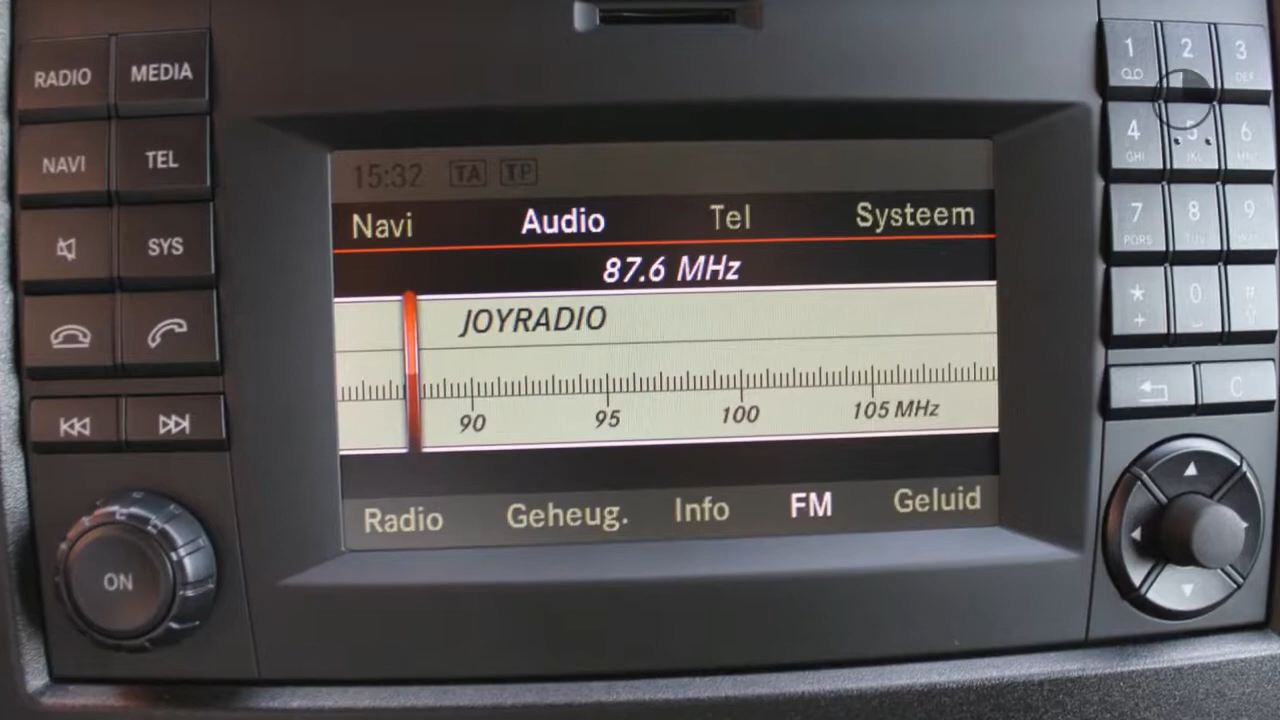 RADIO MEDIA
NAVI TEL
SYS
ON
15:32 TA TP
Navi Audio Tel Systeem
87.6 MHz
JOYRADIO
90 95 100 105 MHz
Radio Geheug. Info FM Geluid
1 2 3
DEF
4 5 6
GHI JKL
7 8 9
PQRS TUV
* 0 #
+
C